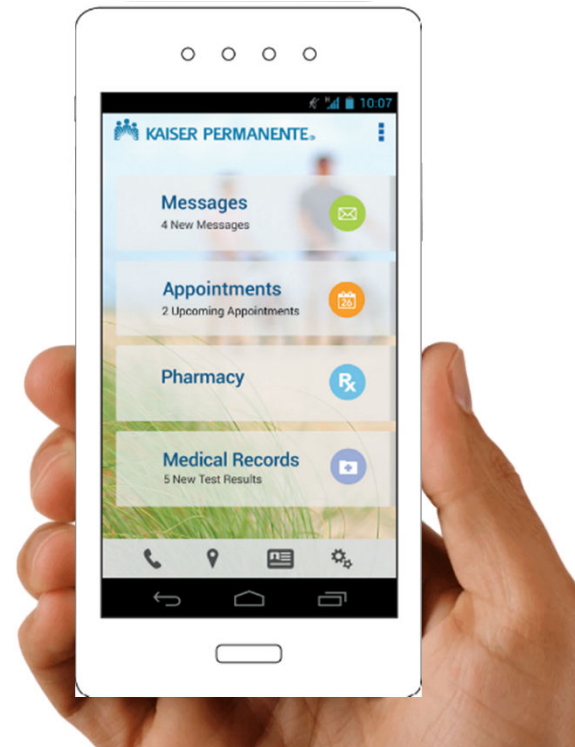 10:07
KAISER PERMANENTE®
Messages
4 New Messages
Appointments
2 Upcoming Appointments
26
Pharmacy
Rx
Medical Records
5 New Test Results